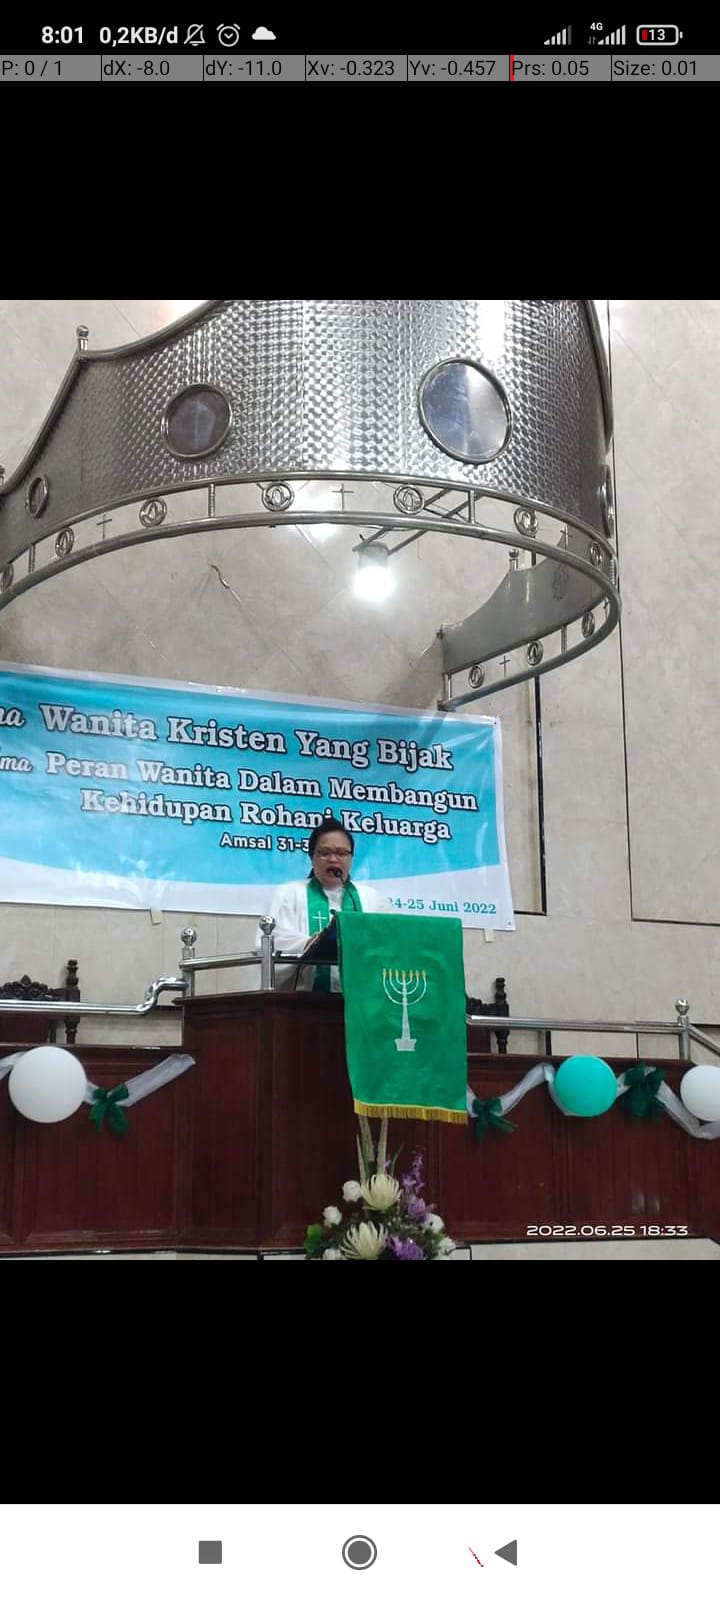 8:01 0,2KB/d 4G 13
P: 0 / 1 dX: -8.0 dY: -11.0 Xv: -0.323 Yv: -0.457 Prs: 0.05 Size: 0.01
Wanita Kristen Yang Bijak
Peran Wanita Dalam Membangun
Kehidupan Rohani Keluarga
Amsal 31
24-25 Juni 2022
2022.06.25 18:33